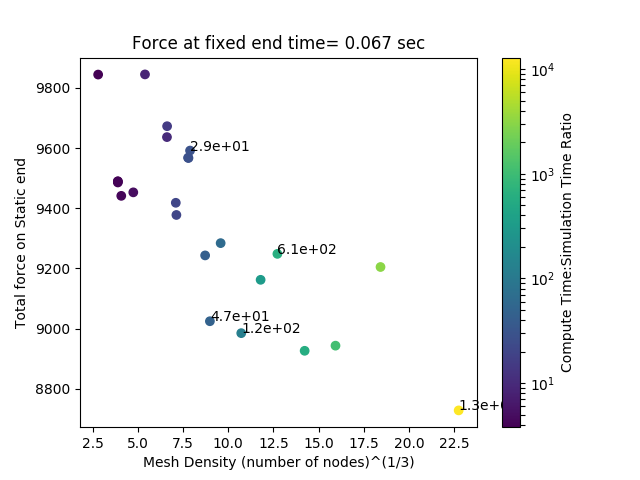 Force at fixed end time= 0.067 sec
9800
9600
9400
9200
9000
8800
Total force on Static end
2.9e+01
6.1e+02
4.7e+01
1.2e+02
2.5
5.0
7.5
10.0
12.5
15.0
17.5
20.0
22.5
Mesh Density (number of nodes)^(1/3)
10^4
10^3
10^2
10^1
Compute Time:Simulation Time Ratio